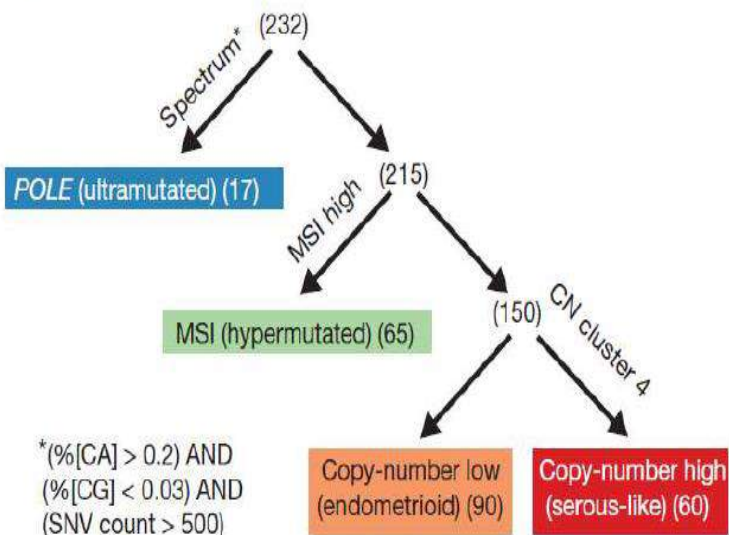 (232)
Spectrum*
POLE (ultramutated) (17)
(215)
MSI high
MSI (hypermutated) (65)
(150)
CN cluster 4
*(%[CA] > 0.2) AND
(%[CG] < 0.03) AND
(SNV count > 500)
Copy-number low
(endometrioid) (90)
Copy-number high
(serous-like) (60)